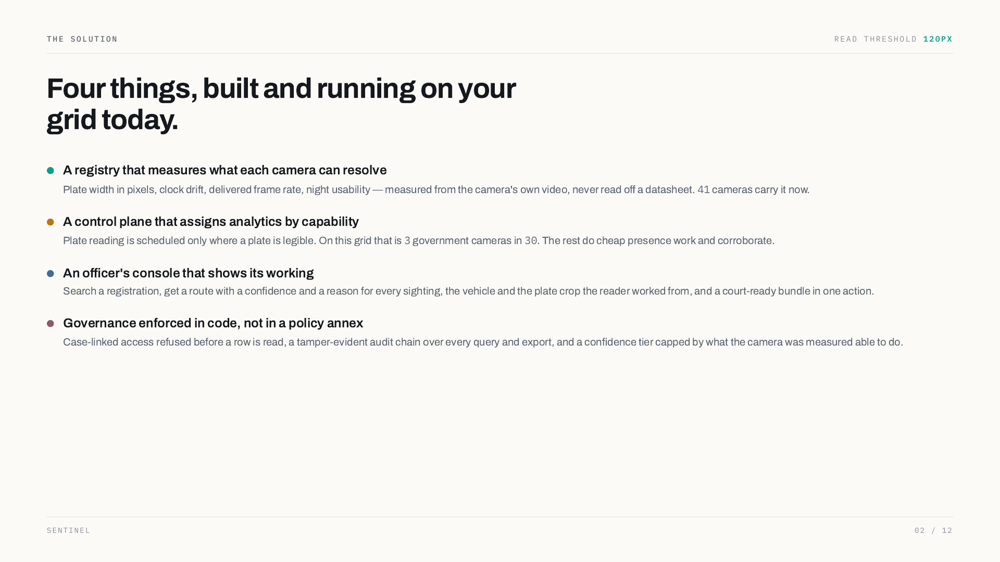 THE SOLUTION
READ THRESHOLD 120PX
Four things, built and running on your
grid today.
A registry that measures what each camera can resolve
Plate width in pixels, clock drift, delivered frame rate, night usability — measured from the camera's own video, never read off a datasheet. 41 cameras carry it now.
A control plane that assigns analytics by capability
Plate reading is scheduled only where a plate is legible. On this grid that is 3 government cameras in 30. The rest do cheap presence work and corroborate.
An officer's console that shows its working
Search a registration, get a route with a confidence and a reason for every sighting, the vehicle and the plate crop the reader worked from, and a court-ready bundle in one action.
Governance enforced in code, not in a policy annex
Case-linked access refused before a row is read, a tamper-evident audit chain over every query and export, and a confidence tier capped by what the camera was measured able to do.
SENTINEL
02 / 12